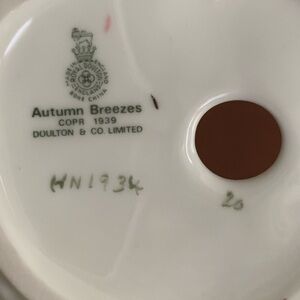 ROYAL DOULTON
ENGLAND
BONE CHINA
Autumn Breezes
COPR 1939
DOULTON & CO. LIMITED
HN1934
20